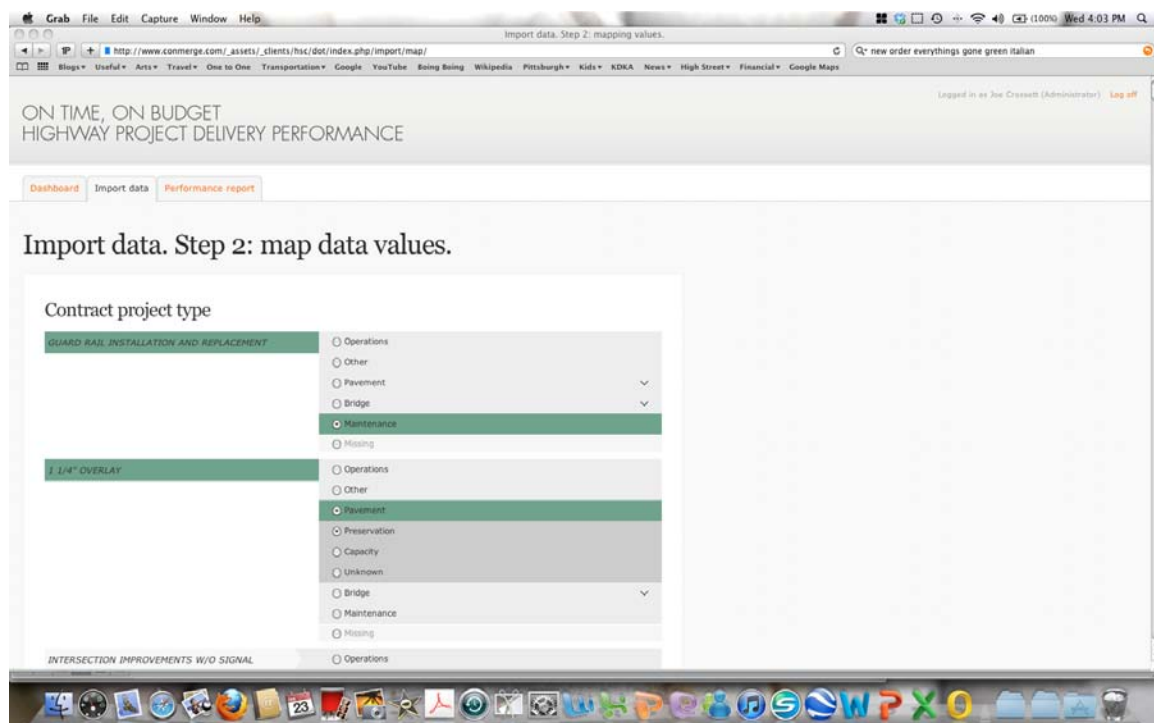 Grab File Edit Capture Window Help (100%) Wed 4:03 PM
Import data. Step 2: mapping values.
http://www.conmerge.com/_assets/_clients/hsc/dot/index.php/import/map/ new order everythings gone green italian
Blogs Useful Arts Travel One to One Transportation Google YouTube Boing Boing Wikipedia Pittsburgh Kids KDKA News High Street Financial Google Maps
Logged in as Joe Crossett (Administrator) Log off
ON TIME, ON BUDGET
HIGHWAY PROJECT DELIVERY PERFORMANCE
Dashboard Import data Performance report
Import data. Step 2: map data values.
Contract project type
GUARD RAIL INSTALLATION AND REPLACEMENT Operations
Other
Pavement
Bridge
Maintenance
Missing
1 1/4" OVERLAY Operations
Other
Pavement
Preservation
Capacity
Unknown
Bridge
Maintenance
Missing
INTERSECTION IMPROVEMENTS W/O SIGNAL Operations
23